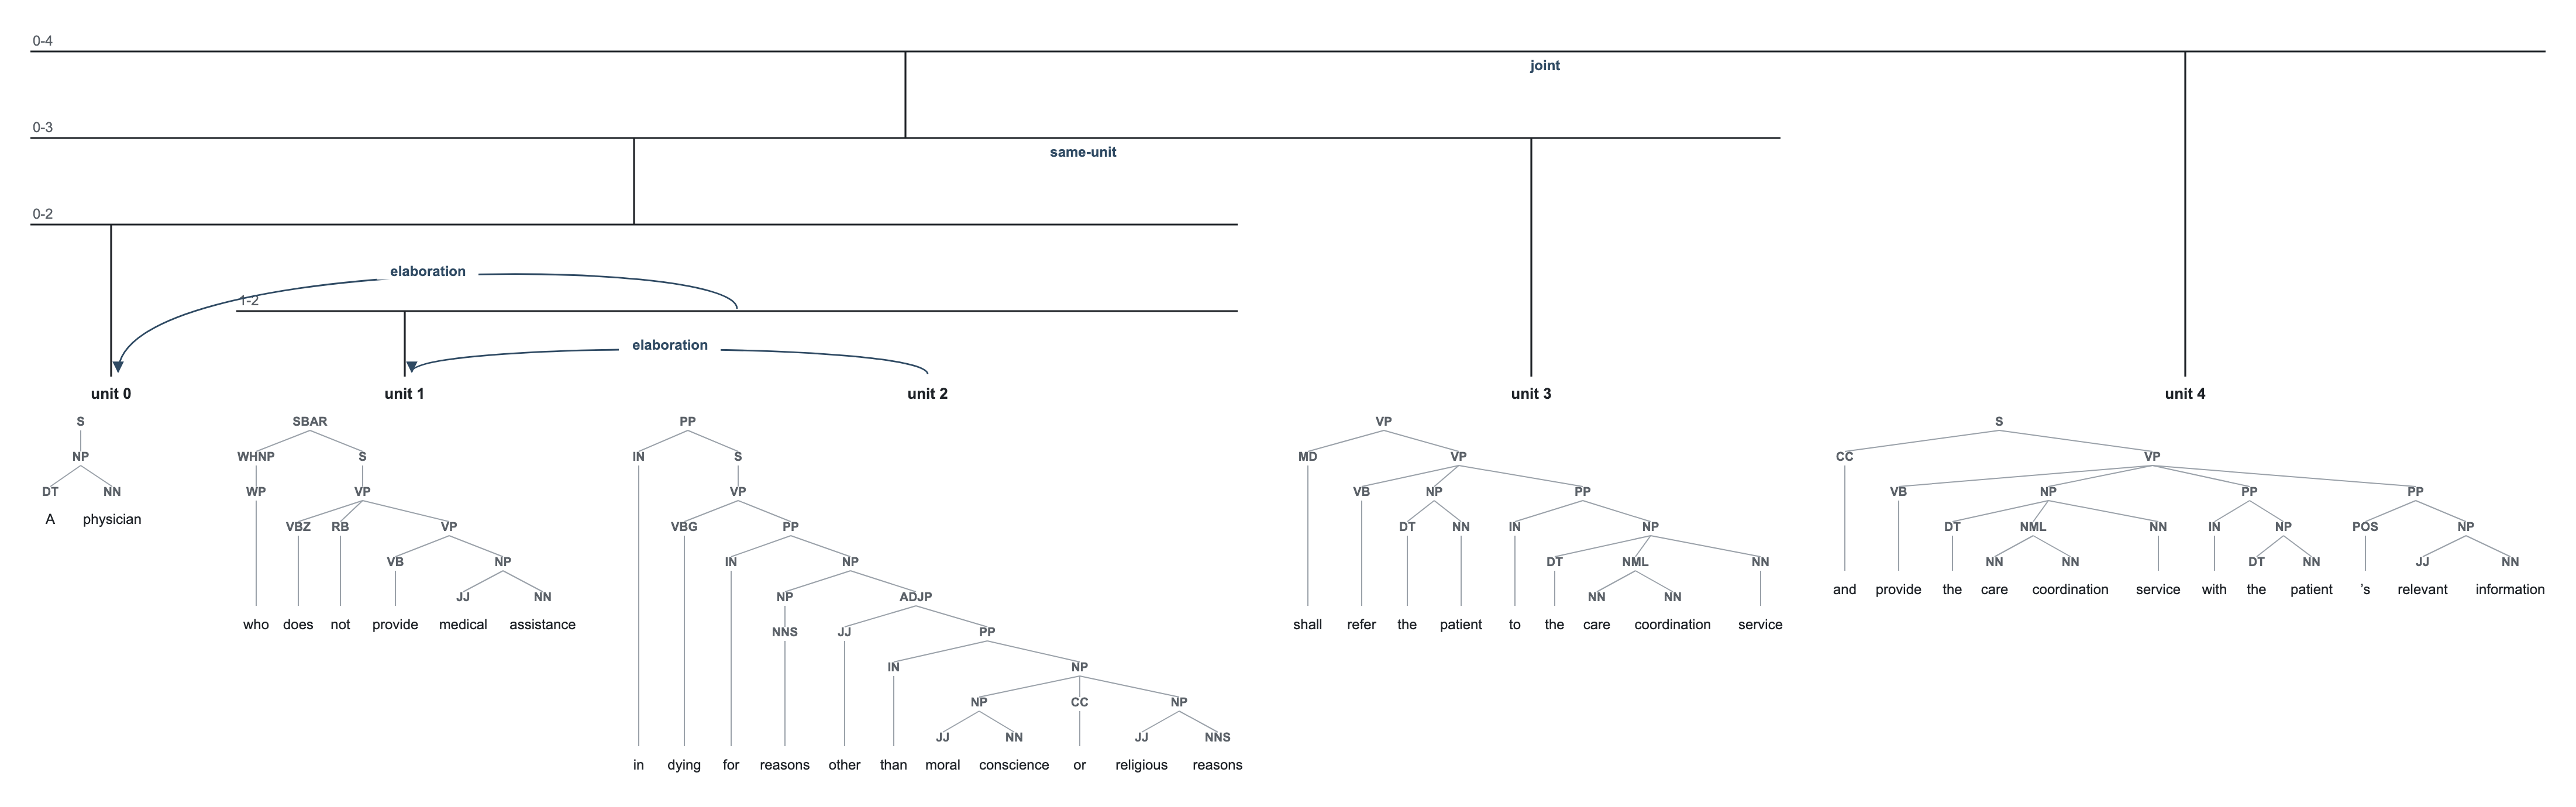 0-4
joint
0-3
same-unit
0-2
elaboration
1-2
elaboration
unit 0 unit 1 unit 2 unit 3 unit 4
S SBAR PP VP S
NP WHNP S IN S MD VP CC VP
DT NN WP VP VP VB NP PP VB NP PP PP
A physician VBZ RB VP VBG PP DT NN IN NP DT NML NN IN NP POS NP
VB NP IN NP DT NML NN NN NN DT NN JJ NN
and provide the care coordination service with the patient 's relevant information
JJ NN NP ADJP NN NN
who does not provide medical assistance NNS JJ PP shall refer the patient to the care coordination service
IN NP
NP CC NP
JJ NN JJ NNS
in dying for reasons other than moral conscience or religious reasons